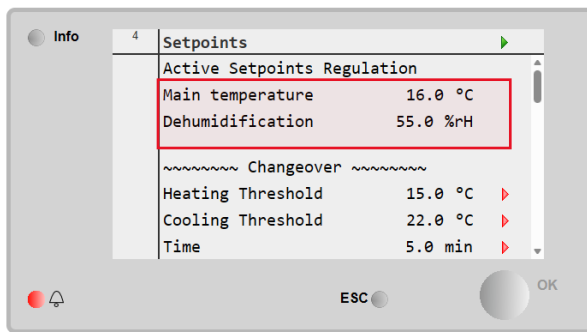 Info
4
Setpoints
Active Setpoints Regulation
Main temperature 16.0 °C
Dehumidification 55.0 %rH
~~~~~~~~ Changeover ~~~~~~~~
Heating Threshold 15.0 °C
Cooling Threshold 22.0 °C
Time 5.0 min
ESC
OK